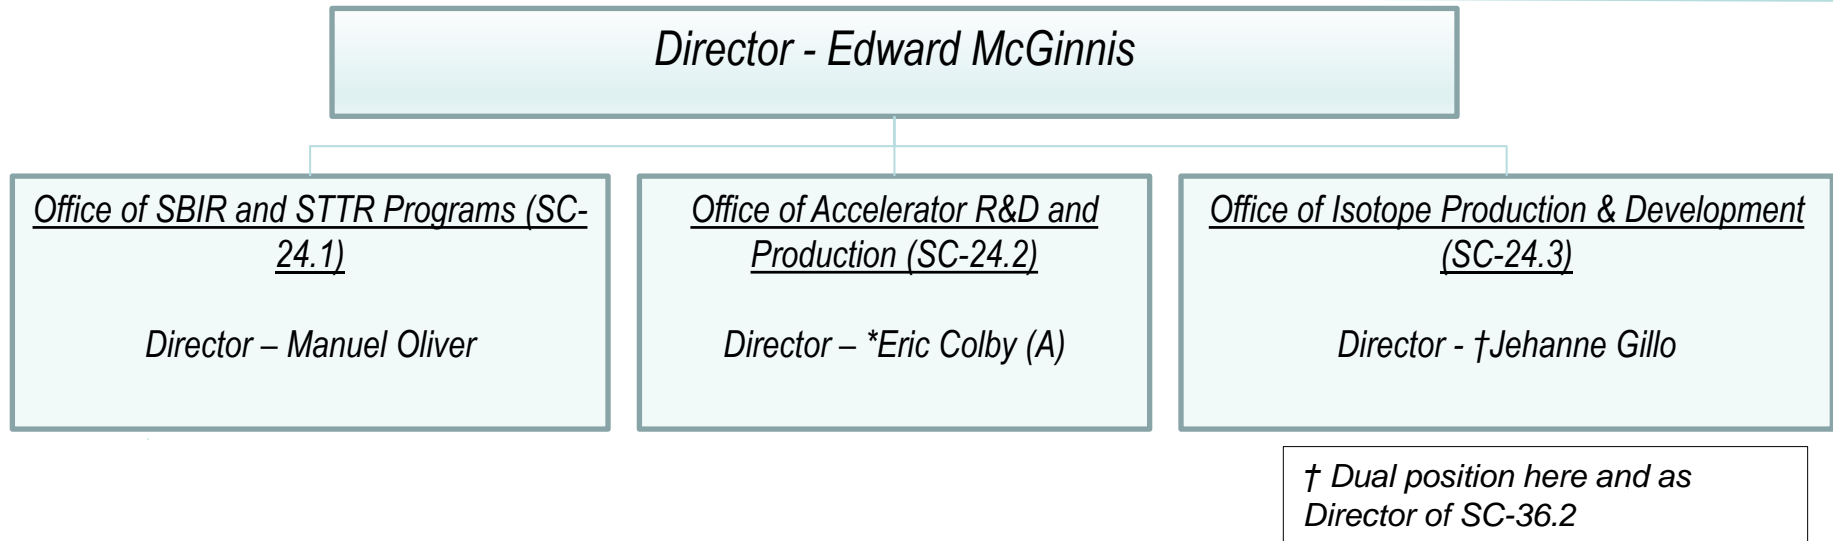 Director - Edward McGinnis
Office of SBIR and STTR Programs (SC-
24.1)
Director – Manuel Oliver
Office of Accelerator R&D and
Production (SC-24.2)
Director – *Eric Colby (A)
Office of Isotope Production & Development
(SC-24.3)
Director - †Jehanne Gillo
† Dual position here and as
Director of SC-36.2